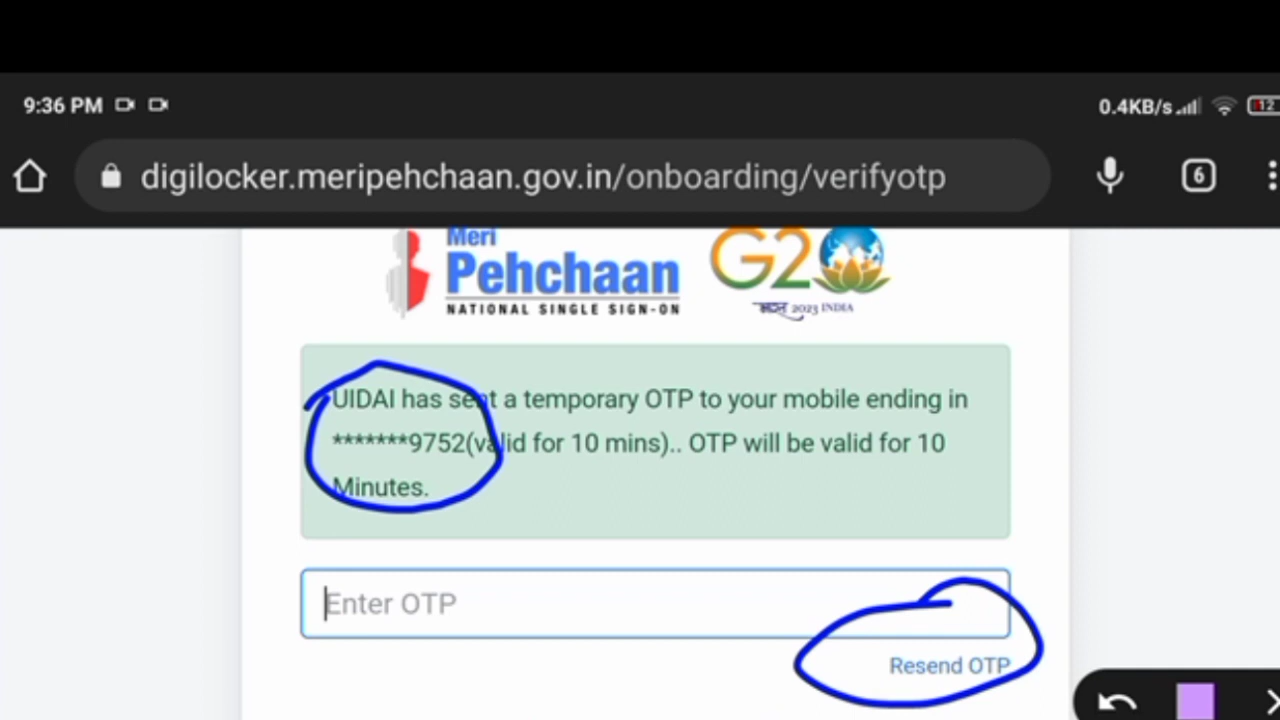 9:36 PM
0.4KB/s
12
digilocker.meripehchaan.gov.in/onboarding/verifyotp
6
Meri
Pehchaan
NATIONAL SINGLE SIGN-ON
G20
2023 INDIA
UIDAI has sent a temporary OTP to your mobile ending in
*******9752(valid for 10 mins).. OTP will be valid for 10
Minutes.
Enter OTP
Resend OTP